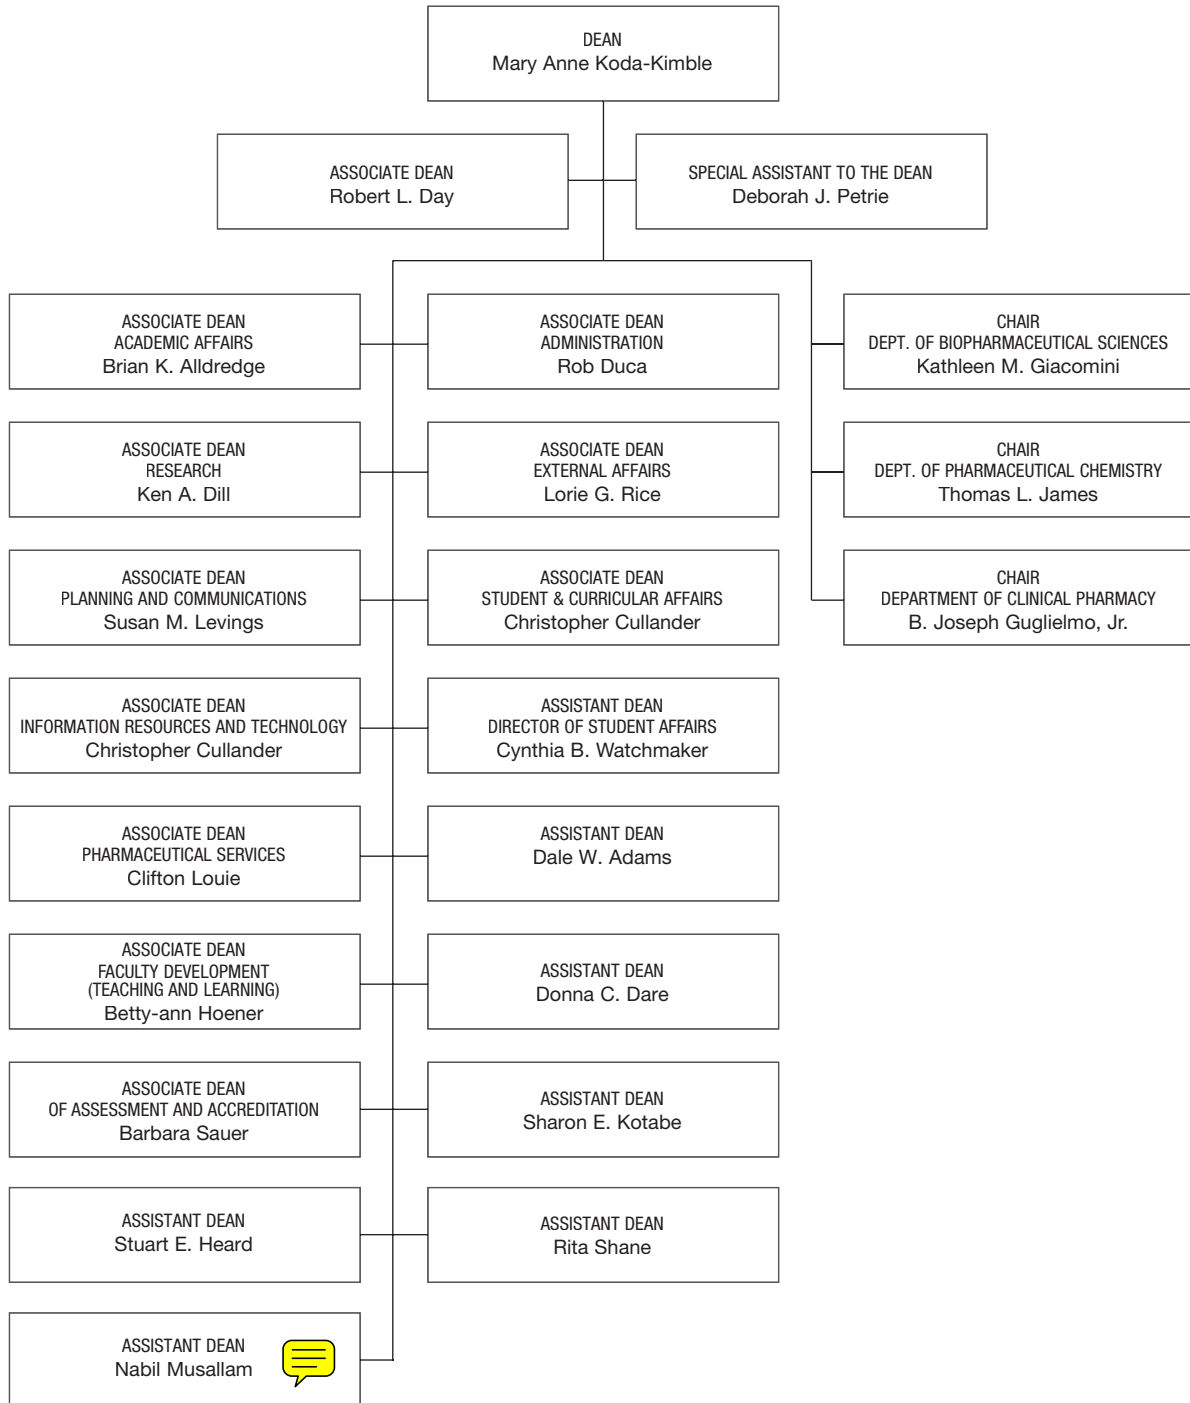 DEAN
Mary Anne Koda-Kimble
ASSOCIATE DEAN
Robert L. Day
SPECIAL ASSISTANT TO THE DEAN
Deborah J. Petrie
ASSOCIATE DEAN
ACADEMIC AFFAIRS
Brian K. Alldredge
ASSOCIATE DEAN
ADMINISTRATION
Rob Duca
CHAIR
DEPT. OF BIOPHARMACEUTICAL SCIENCES
Kathleen M. Giacomini
ASSOCIATE DEAN
RESEARCH
Ken A. Dill
ASSOCIATE DEAN
EXTERNAL AFFAIRS
Lorie G. Rice
CHAIR
DEPT. OF PHARMACEUTICAL CHEMISTRY
Thomas L. James
ASSOCIATE DEAN
PLANNING AND COMMUNICATIONS
Susan M. Levings
ASSOCIATE DEAN
STUDENT & CURRICULAR AFFAIRS
Christopher Cullander
CHAIR
DEPARTMENT OF CLINICAL PHARMACY
B. Joseph Guglielmo, Jr.
ASSOCIATE DEAN
INFORMATION RESOURCES AND TECHNOLOGY
Christopher Cullander
ASSISTANT DEAN
DIRECTOR OF STUDENT AFFAIRS
Cynthia B. Watchmaker
ASSOCIATE DEAN
PHARMACEUTICAL SERVICES
Clifton Louie
ASSISTANT DEAN
Dale W. Adams
ASSOCIATE DEAN
FACULTY DEVELOPMENT
(TEACHING AND LEARNING)
Betty-ann Hoener
ASSISTANT DEAN
Donna C. Dare
ASSOCIATE DEAN
OF ASSESSMENT AND ACCREDITATION
Barbara Sauer
ASSISTANT DEAN
Sharon E. Kotabe
ASSISTANT DEAN
Stuart E. Heard
ASSISTANT DEAN
Rita Shane
ASSISTANT DEAN
Nabil Musallam